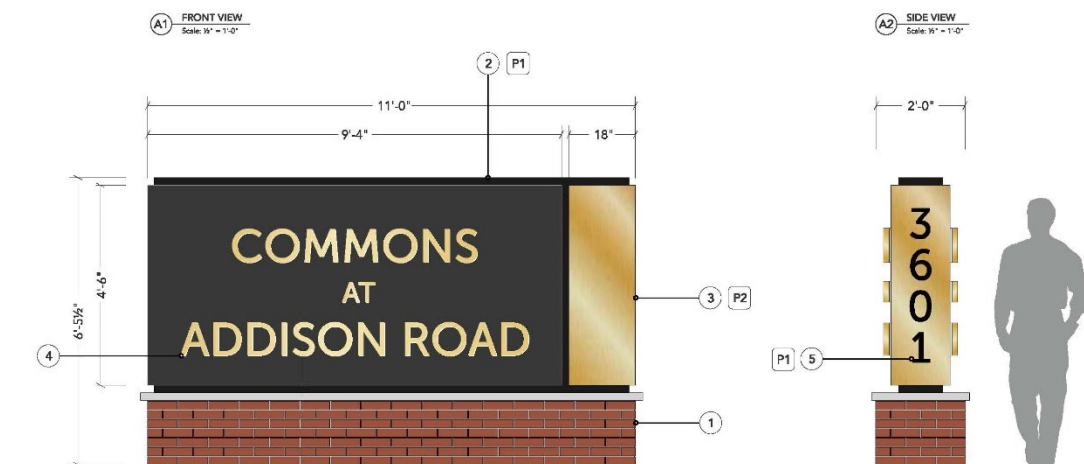 A1 FRONT VIEW
Scale: ½" = 1'-0"
A2 SIDE VIEW
Scale: ½" = 1'-0"
2 P1
11'-0"
2'-0"
9'-4"
18"
COMMONS
AT
ADDISON ROAD
4'-6"
6'-5½"
3 P2
4
3
6
0
1
P1 5
1